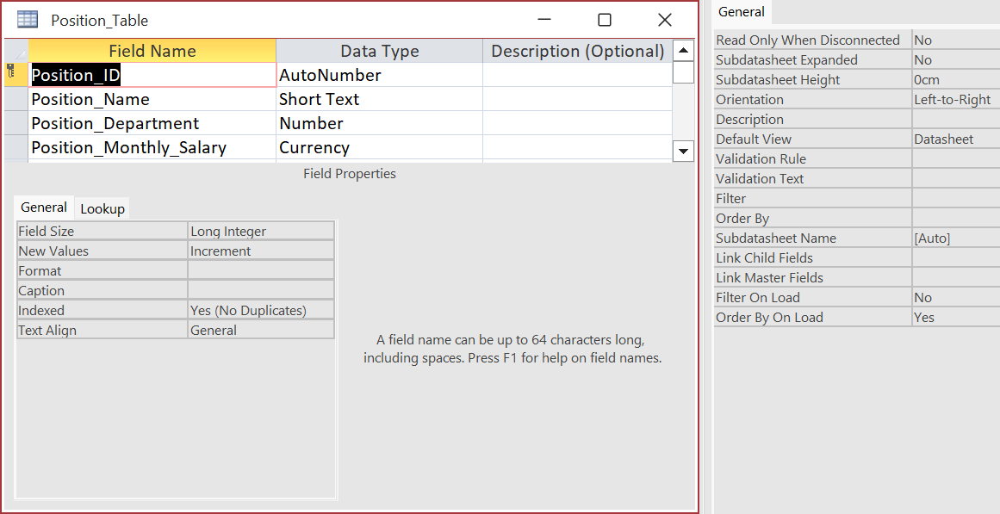 Position_Table
Field Name Data Type Description (Optional)
Position_ID AutoNumber
Position_Name Short Text
Position_Department Number
Position_Monthly_Salary Currency
Field Properties
General Lookup
Field Size Long Integer
New Values Increment
Format
Caption
Indexed Yes (No Duplicates)
Text Align General
A field name can be up to 64 characters long,
including spaces. Press F1 for help on field names.
General
Read Only When Disconnected No
Subdatasheet Expanded No
Subdatasheet Height 0cm
Orientation Left-to-Right
Description
Default View Datasheet
Validation Rule
Validation Text
Filter
Order By
Subdatasheet Name [Auto]
Link Child Fields
Link Master Fields
Filter On Load No
Order By On Load Yes